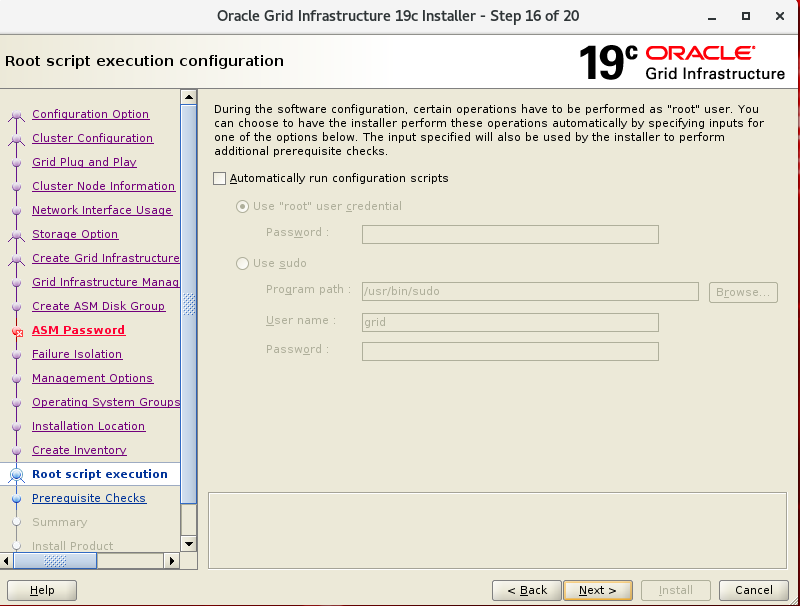 Oracle Grid Infrastructure 19c Installer - Step 16 of 20
Root script execution configuration
19c ORACLE
Grid Infrastructure
Configuration Option
Cluster Configuration
Grid Plug and Play
Cluster Node Information
Network Interface Usage
Storage Option
Create Grid Infrastructure
Grid Infrastructure Manag
Create ASM Disk Group
ASM Password
Failure Isolation
Management Options
Operating System Groups
Installation Location
Create Inventory
Root script execution
Prerequisite Checks
Summary
Install Product
During the software configuration, certain operations have to be performed as "root" user. You
can choose to have the installer perform these operations automatically by specifying inputs for
one of the options below. The input specified will also be used by the installer to perform
additional prerequisite checks.
Automatically run configuration scripts
Use "root" user credential
Password :
Use sudo
Program path : /usr/bin/sudo Browse...
User name : grid
Password :
Help < Back Next > Install Cancel